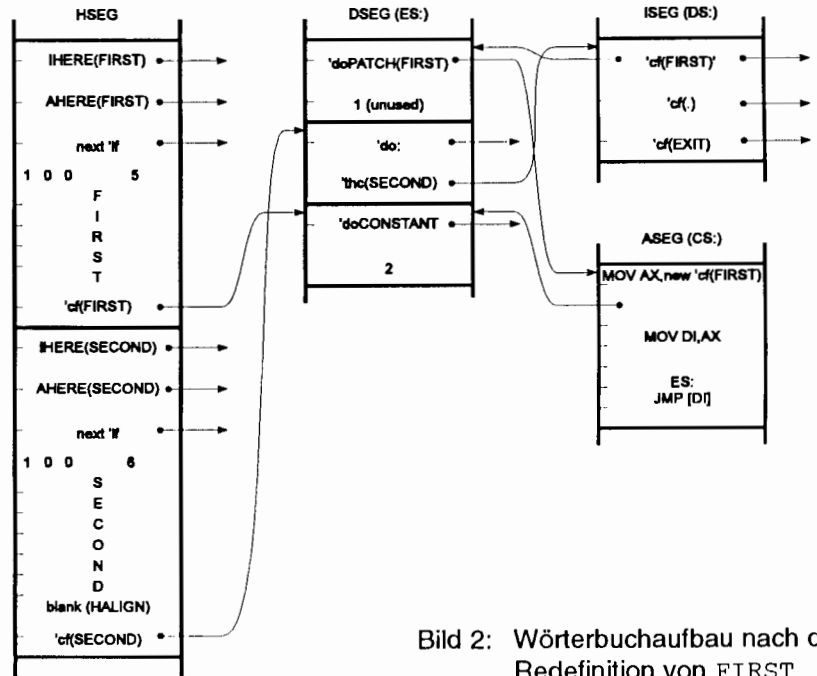 HSEG
IHERE(FIRST)
AHERE(FIRST)
next 'lf
1 0 0 5
F
I
R
S
T
'cf(FIRST)
IHERE(SECOND)
AHERE(SECOND)
next 'lf
1 0 0 6
S
E
C
O
N
D
blank (HALIGN)
'cf(SECOND)
DSEG (ES:)
'doPATCH(FIRST)
1 (unused)
'do:
'thc(SECOND)
'doCONSTANT
2
ISEG (DS:)
'cf(FIRST)'
'cf(.)
'cf(EXIT)
ASEG (CS:)
MOV AX,new 'cf(FIRST)
MOV DI,AX
ES:
JMP [DI]
Bild 2: Wörterbuchaufbau nach
Redefinition von FIRST